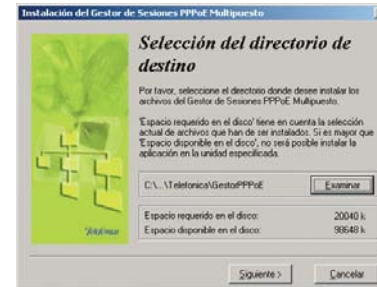 Instalación del Gestor de Sesiones PPPoE Multipuesto
Selección del directorio de
destino
Por favor, seleccione el directorio donde desee instalar los
archivos del Gestor de Sesiones PPPoE Multipuesto.
'Espacio requerido en el disco' tiene en cuenta la selección
actual de archivos que han de ser instalados. Si es mayor que
'Espacio disponible en el disco', no será posible instalar la
aplicación en la unidad especificada.
C:\...\Telefonica\GestorPPPoE
Examinar
Espacio requerido en el disco: 20040 k
Espacio disponible en el disco: 98648 k
Telefónica
Siguiente >
Cancelar